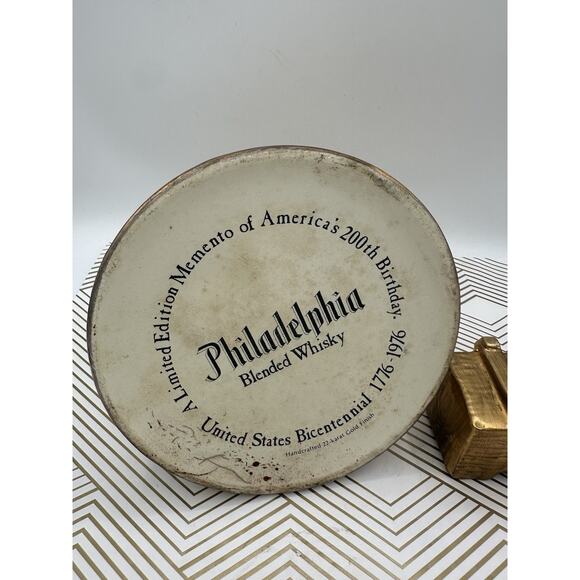 A Limited Edition Memento of America's 200th Birthday.
Philadelphia
Blended Whisky
United States Bicentennial 1776-1976
Handcrafted 22-karat Gold Finish